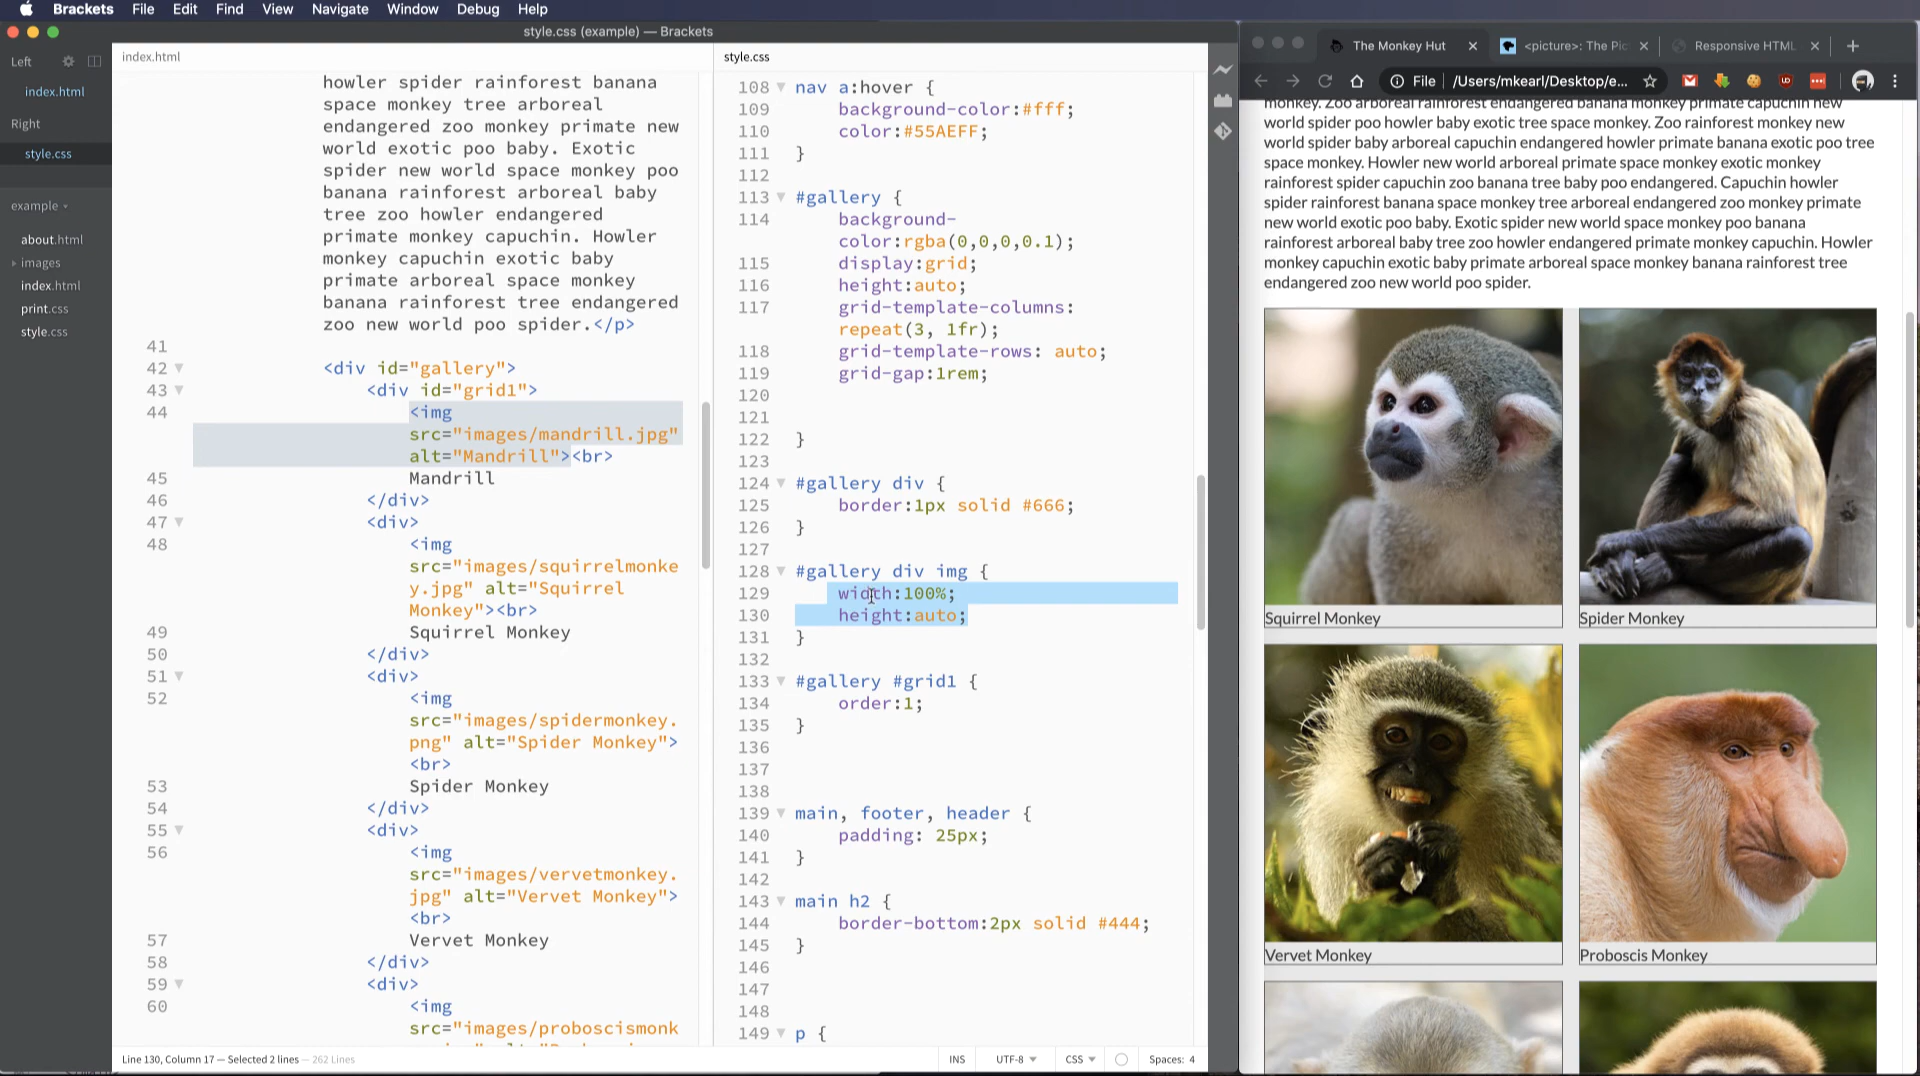 Brackets File Edit Find View Navigate Window Debug Help
style.css (example) — Brackets
Left
index.html
Right
style.css
example
about.html
images
index.html
print.css
style.css
index.html
howler spider rainforest banana
space monkey tree arboreal
endangered zoo monkey primate new
world exotic poo baby. Exotic
spider new world space monkey poo
banana rainforest arboreal baby
tree zoo howler endangered
primate monkey capuchin. Howler
monkey capuchin exotic baby
primate arboreal space monkey
banana rainforest tree endangered
zoo new world poo spider.</p>
41
42 <div id="gallery">
43 <div id="grid1">
44 <img
src="images/mandrill.jpg"
alt="Mandrill"><br>
45 Mandrill
46 </div>
47 <div>
48 <img
src="images/squirrelmonke
y.jpg" alt="Squirrel
Monkey"><br>
49 Squirrel Monkey
50 </div>
51 <div>
52 <img
src="images/spidermonkey.
png" alt="Spider Monkey">
<br>
53 Spider Monkey
54 </div>
55 <div>
56 <img
src="images/vervetmonkey.
jpg" alt="Vervet Monkey">
<br>
57 Vervet Monkey
58 </div>
59 <div>
60 <img
src="images/proboscismonk
style.css
108 nav a:hover {
109 background-color:#fff;
110 color:#55AEFF;
111 }
112
113 #gallery {
114 background-
color:rgba(0,0,0,0.1);
115 display:grid;
116 height:auto;
117 grid-template-columns:
repeat(3, 1fr);
118 grid-template-rows: auto;
119 grid-gap:1rem;
120
121
122 }
123
124 #gallery div {
125 border:1px solid #666;
126 }
127
128 #gallery div img {
129 width:100%;
130 height:auto;
131 }
132
133 #gallery #grid1 {
134 order:1;
135 }
136
137
138
139 main, footer, header {
140 padding: 25px;
141 }
142
143 main h2 {
144 border-bottom:2px solid #444;
145 }
146
147
148
149 p {
Line 130, Column 17 — Selected 2 lines — 262 Lines
INS UTF-8 CSS Spaces: 4
The Monkey Hut
<picture>: The Pic
Responsive HTML
File /Users/mkearl/Desktop/e...
monkey. Zoo arboreal rainforest endangered banana monkey primate capuchin new
world spider poo howler baby exotic tree space monkey. Zoo rainforest monkey new
world spider baby arboreal capuchin endangered howler primate banana exotic poo tree
space monkey. Howler new world arboreal primate space monkey exotic monkey
rainforest spider capuchin zoo banana tree baby poo endangered. Capuchin howler
spider rainforest banana space monkey tree arboreal endangered zoo monkey primate
new world exotic poo baby. Exotic spider new world space monkey poo banana
rainforest arboreal baby tree zoo howler endangered primate monkey capuchin. Howler
monkey capuchin exotic baby primate arboreal space monkey banana rainforest tree
endangered zoo new world poo spider.
Squirrel Monkey
Spider Monkey
Vervet Monkey
Proboscis Monkey